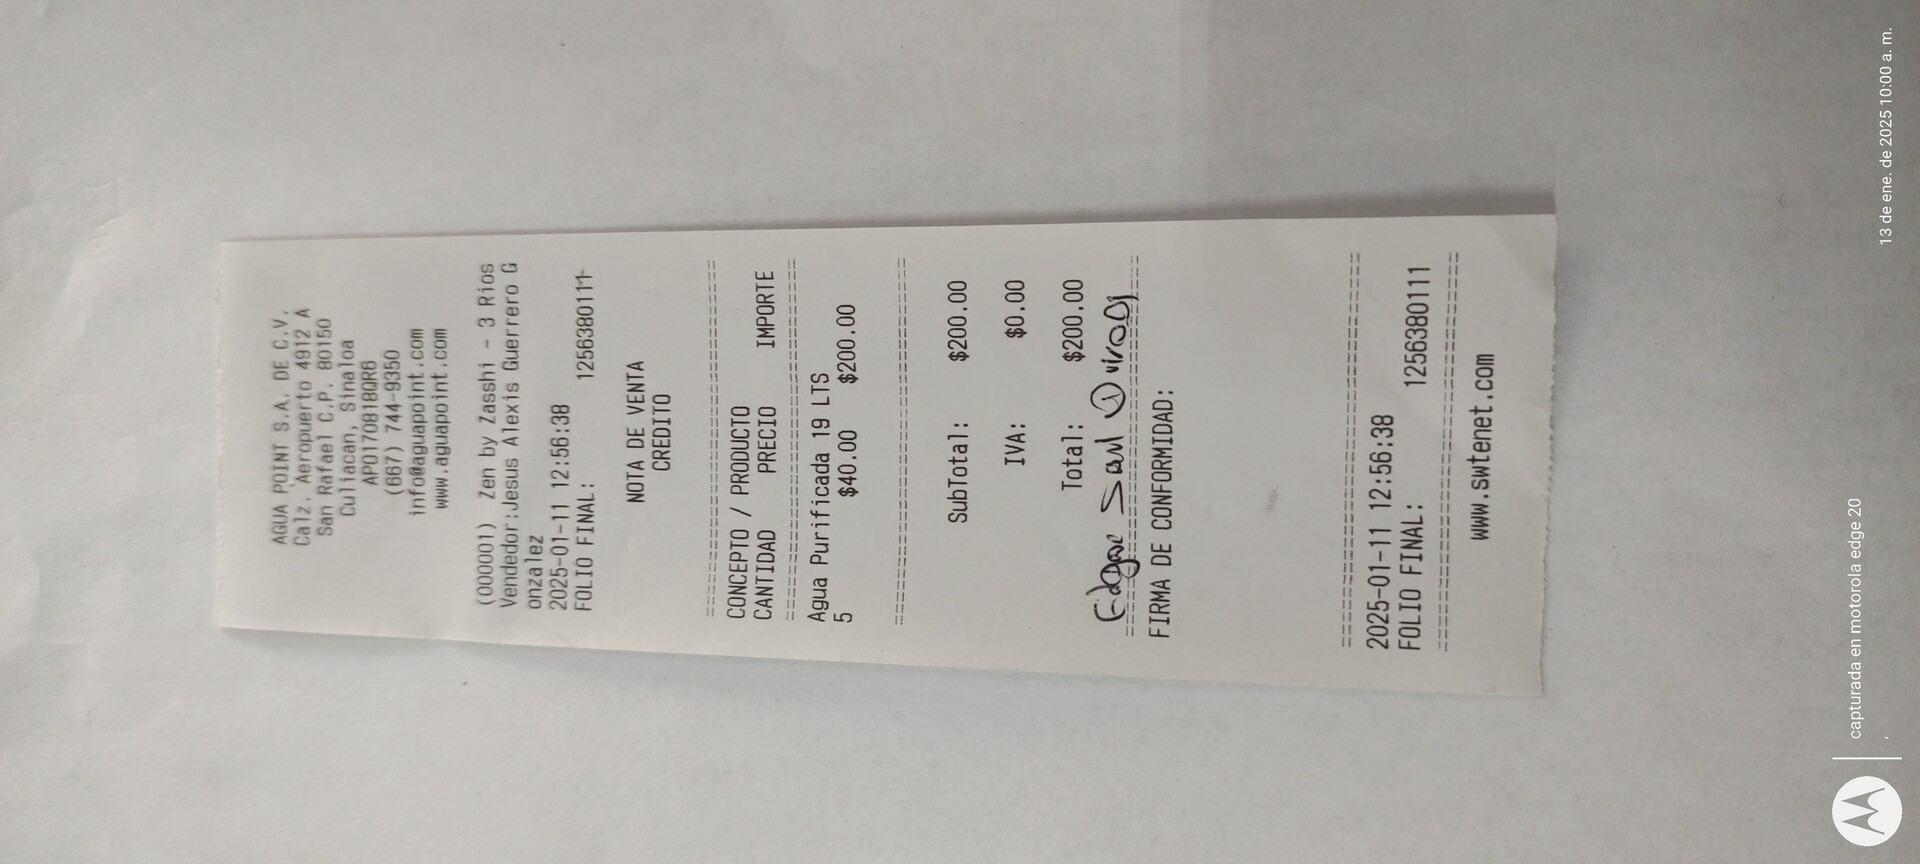 AGUA POINT S.A. DE C.V.
Calz. Aeropuerto 4912 A
San Rafael C.P. 80150
Culiacan, Sinaloa
APO170818QR6
(667) 744-9350
info@aguapoint.com
www.aguapoint.com
(000001) Zen by Zasshi - 3 Rios
Vendedor:Jesus Alexis Guerrero G
onzalez
2025-01-11 12:56:38
FOLIO FINAL: 1256380111
NOTA DE VENTA
CREDITO
CONCEPTO / PRODUCTO
CANTIDAD PRECIO IMPORTE
Agua Purificada 19 LTS
5 $40.00 $200.00
SubTotal: $200.00
IVA: $0.00
Total: $200.00
Edgar Saul
FIRMA DE CONFORMIDAD:
2025-01-11 12:56:38
FOLIO FINAL: 1256380111
www.swtenet.com
capturada en motorola edge 20
13 de ene. de 2025 10:00 a. m.